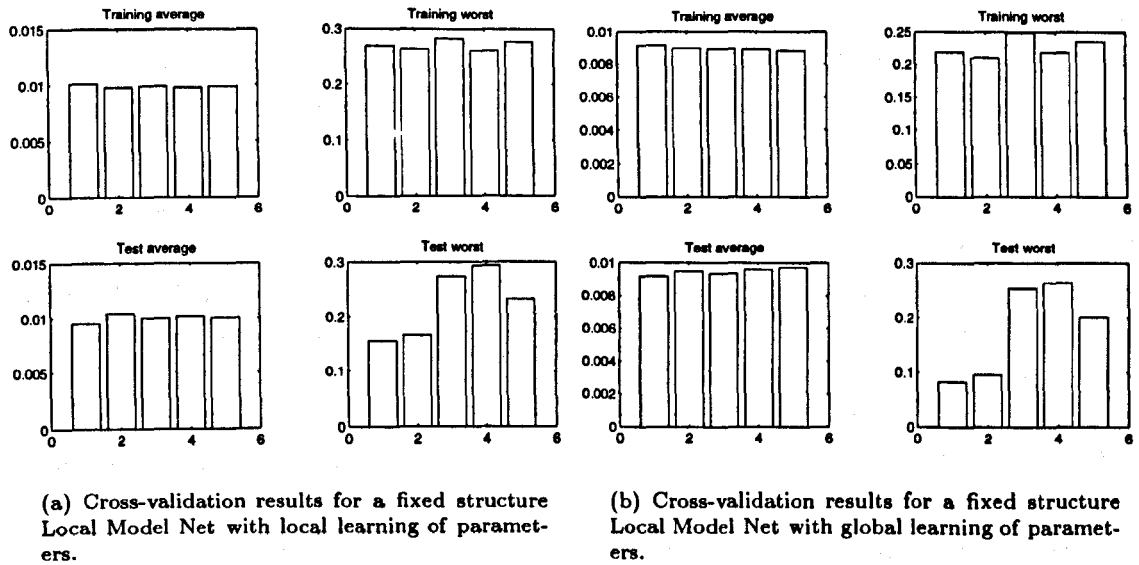 Training average
0.015
0.01
0.005
0
0 2 4 6
Training worst
0.3
0.2
0.1
0
0 2 4 6
Test average
0.015
0.01
0.005
0
0 2 4 6
Test worst
0.3
0.2
0.1
0
0 2 4 6
(a) Cross-validation results for a fixed structure
Local Model Net with local learning of paramet-
ers.
Training average
0.01
0.008
0.006
0.004
0.002
0
0 2 4 6
Training worst
0.25
0.2
0.15
0.1
0.05
0
0 2 4 6
Test average
0.01
0.008
0.006
0.004
0.002
0
0 2 4 6
Test worst
0.3
0.2
0.1
0
0 2 4 6
(b) Cross-validation results for a fixed structure
Local Model Net with global learning of paramet-
ers.